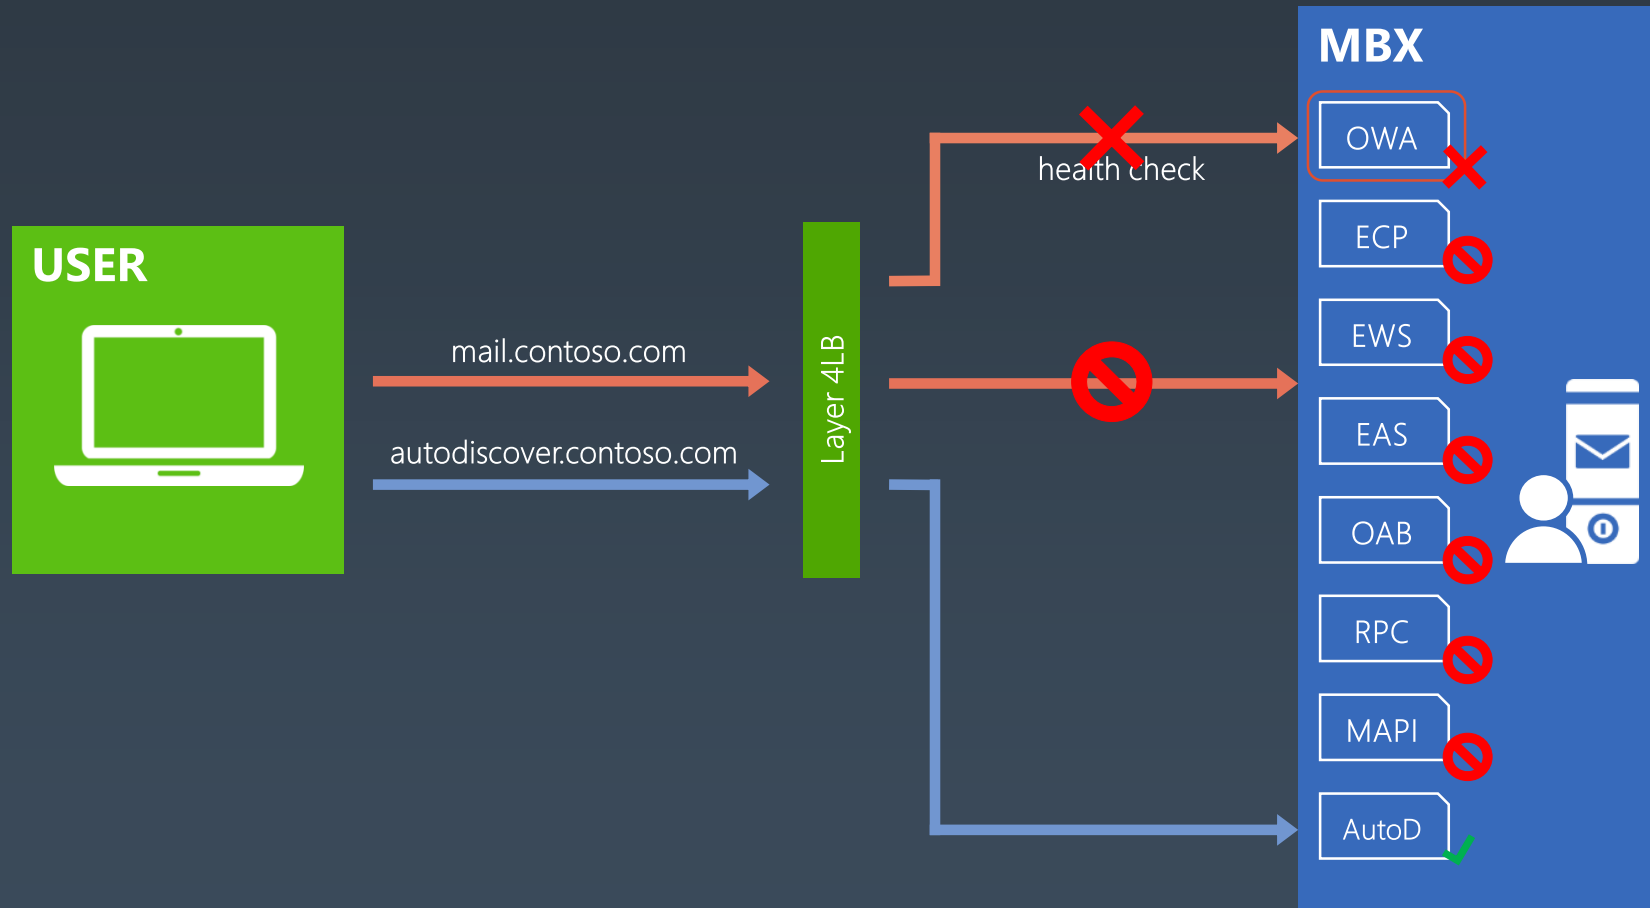 MBX
OWA
health check
ECP
USER
mail.contoso.com
Layer 4LB
EWS
autodiscover.contoso.com
EAS
OAB
RPC
MAPI
AutoD